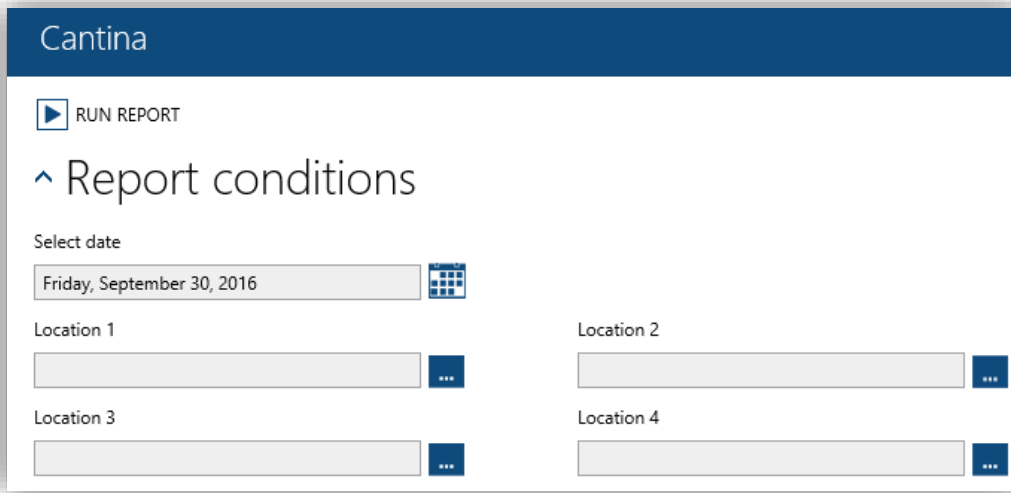 Cantina
RUN REPORT
Report conditions
Select date
Friday, September 30, 2016
Location 1
Location 2
...
...
Location 3
Location 4
...
...